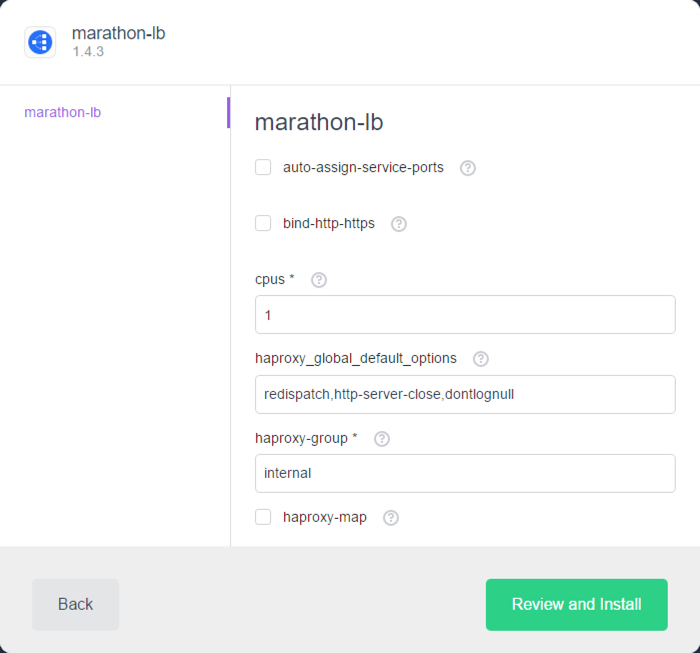 marathon-lb
1.4.3
marathon-lb
marathon-lb
auto-assign-service-ports ?
bind-http-https ?
cpus * ?
1
haproxy_global_default_options ?
redispatch,http-server-close,dontlognull
haproxy-group * ?
internal
haproxy-map ?
Back
Review and Install